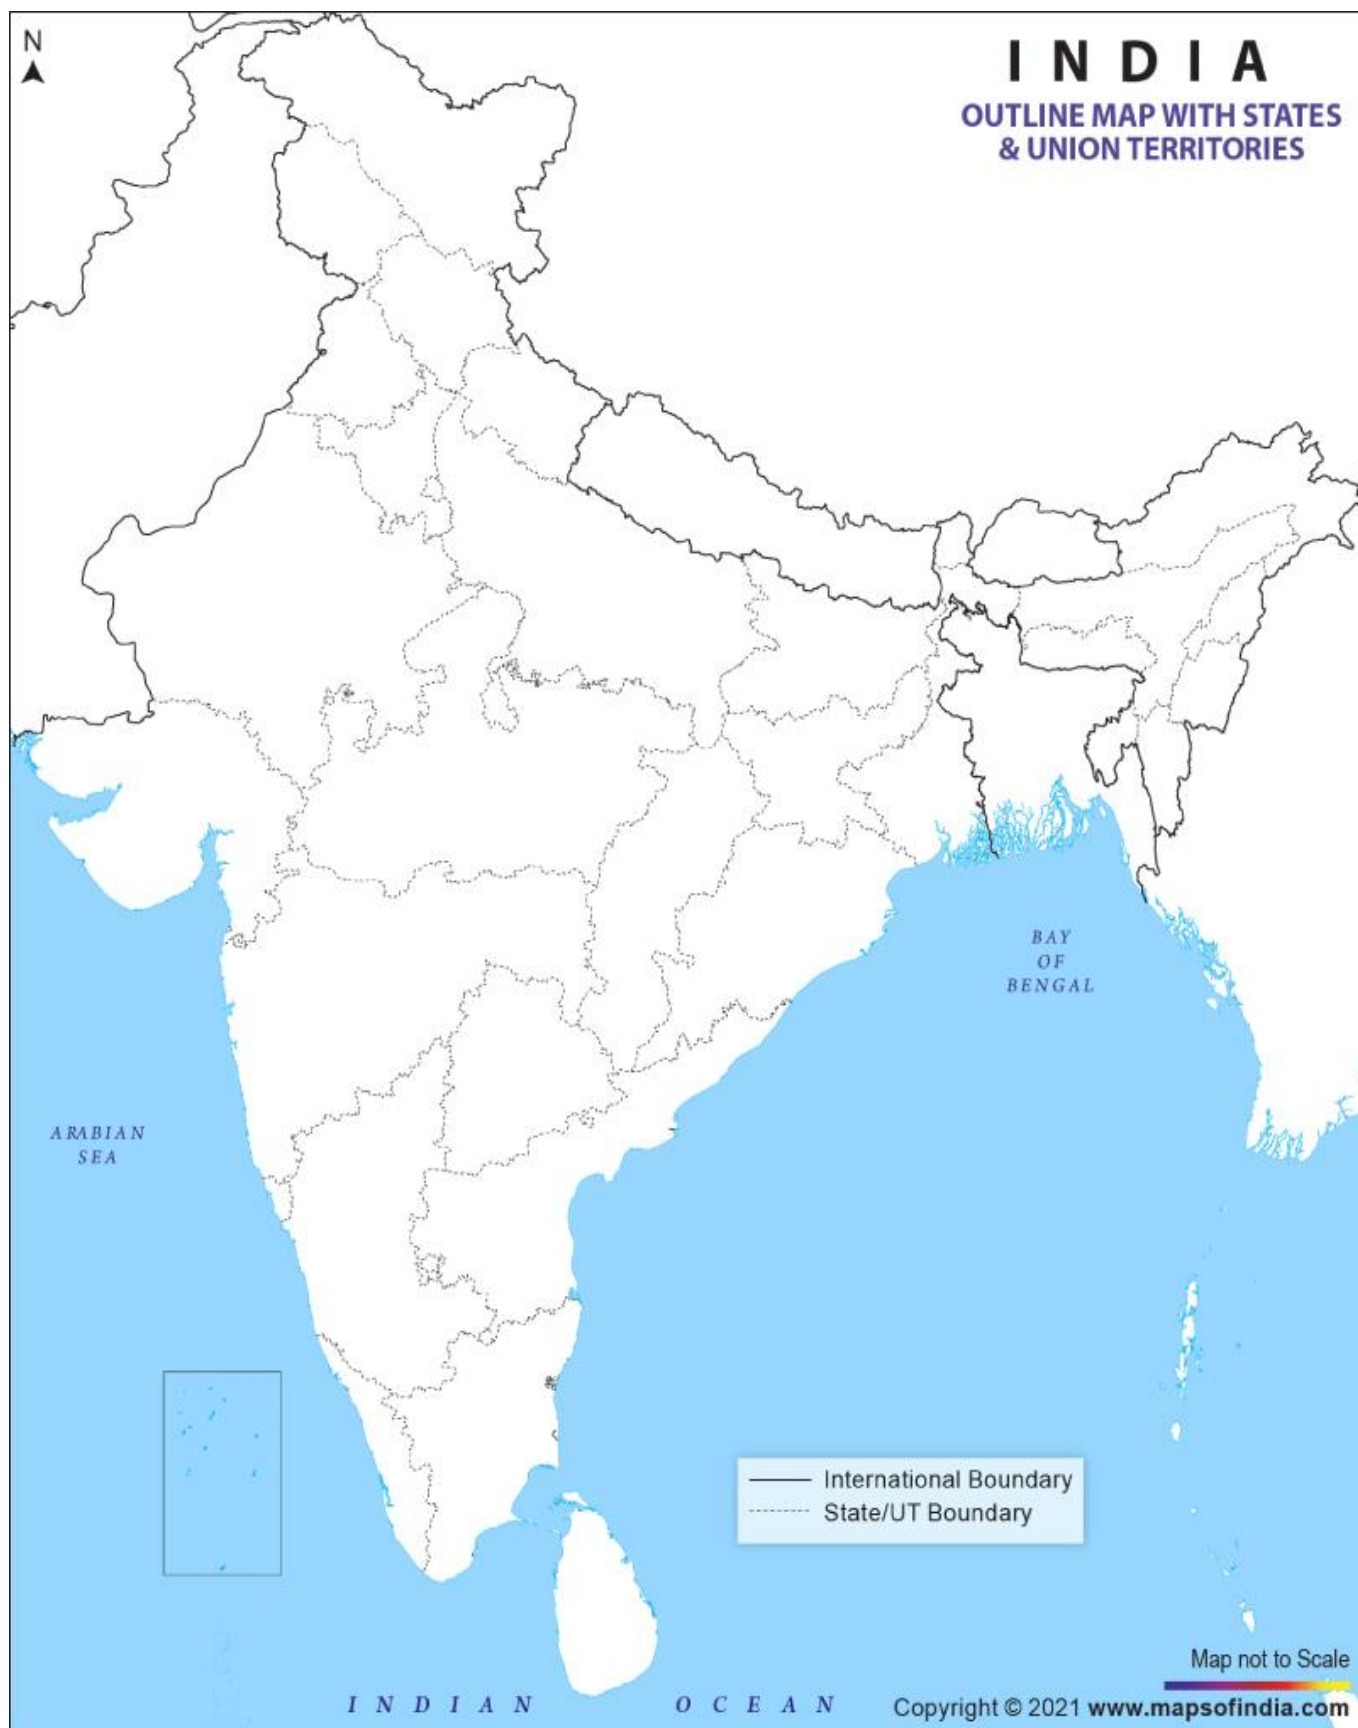 N
INDIA
OUTLINE MAP WITH STATES
& UNION TERRITORIES
BAY
OF
BENGAL
ARABIAN
SEA
International Boundary
State/UT Boundary
Map not to Scale
INDIAN OCEAN
Copyright © 2021 www.mapsofindia.com